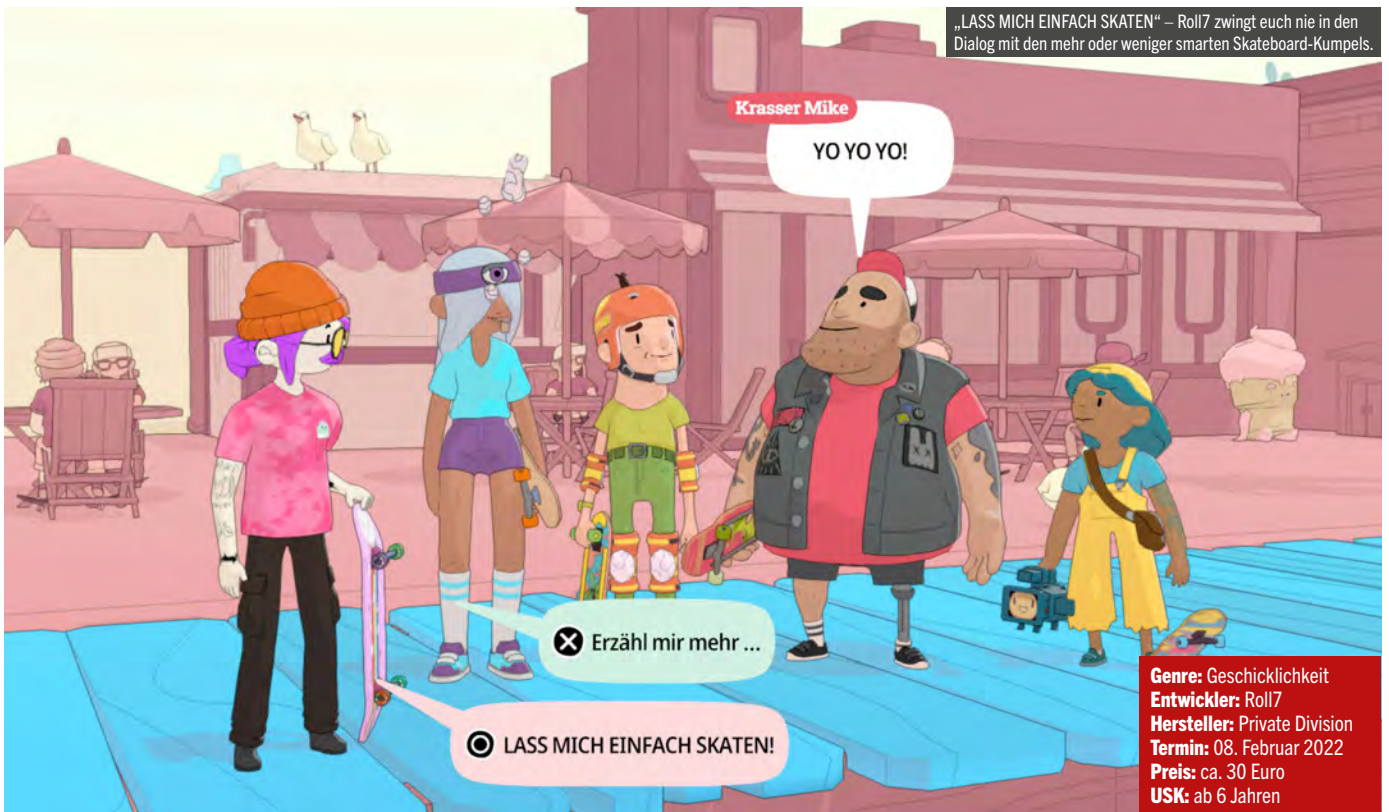 „LASS MICH EINFACH SKATEN“ – Roll7 zwingt euch nie in den
Dialog mit den mehr oder weniger smarten Skateboard-Kumpels.
Krasser Mike
YO YO YO!
Erzähl mir mehr ...
LASS MICH EINFACH SKATEN!
Genre: Geschicklichkeit
Entwickler: Roll7
Hersteller: Private Division
Termin: 08. Februar 2022
Preis: ca. 30 Euro
USK: ab 6 Jahren